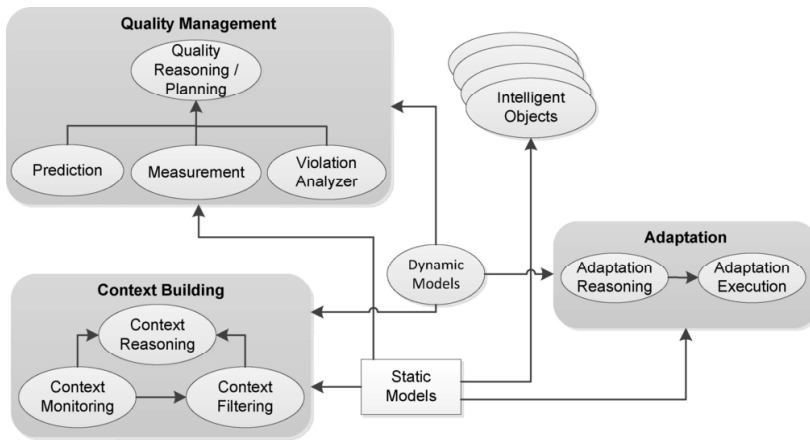 Quality Management
Quality
Reasoning /
Planning
Prediction
Measurement
Violation
Analyzer
Intelligent
Objects
Dynamic
Models
Adaptation
Adaptation
Reasoning
Adaptation
Execution
Context Building
Context
Reasoning
Context
Monitoring
Context
Filtering
Static
Models